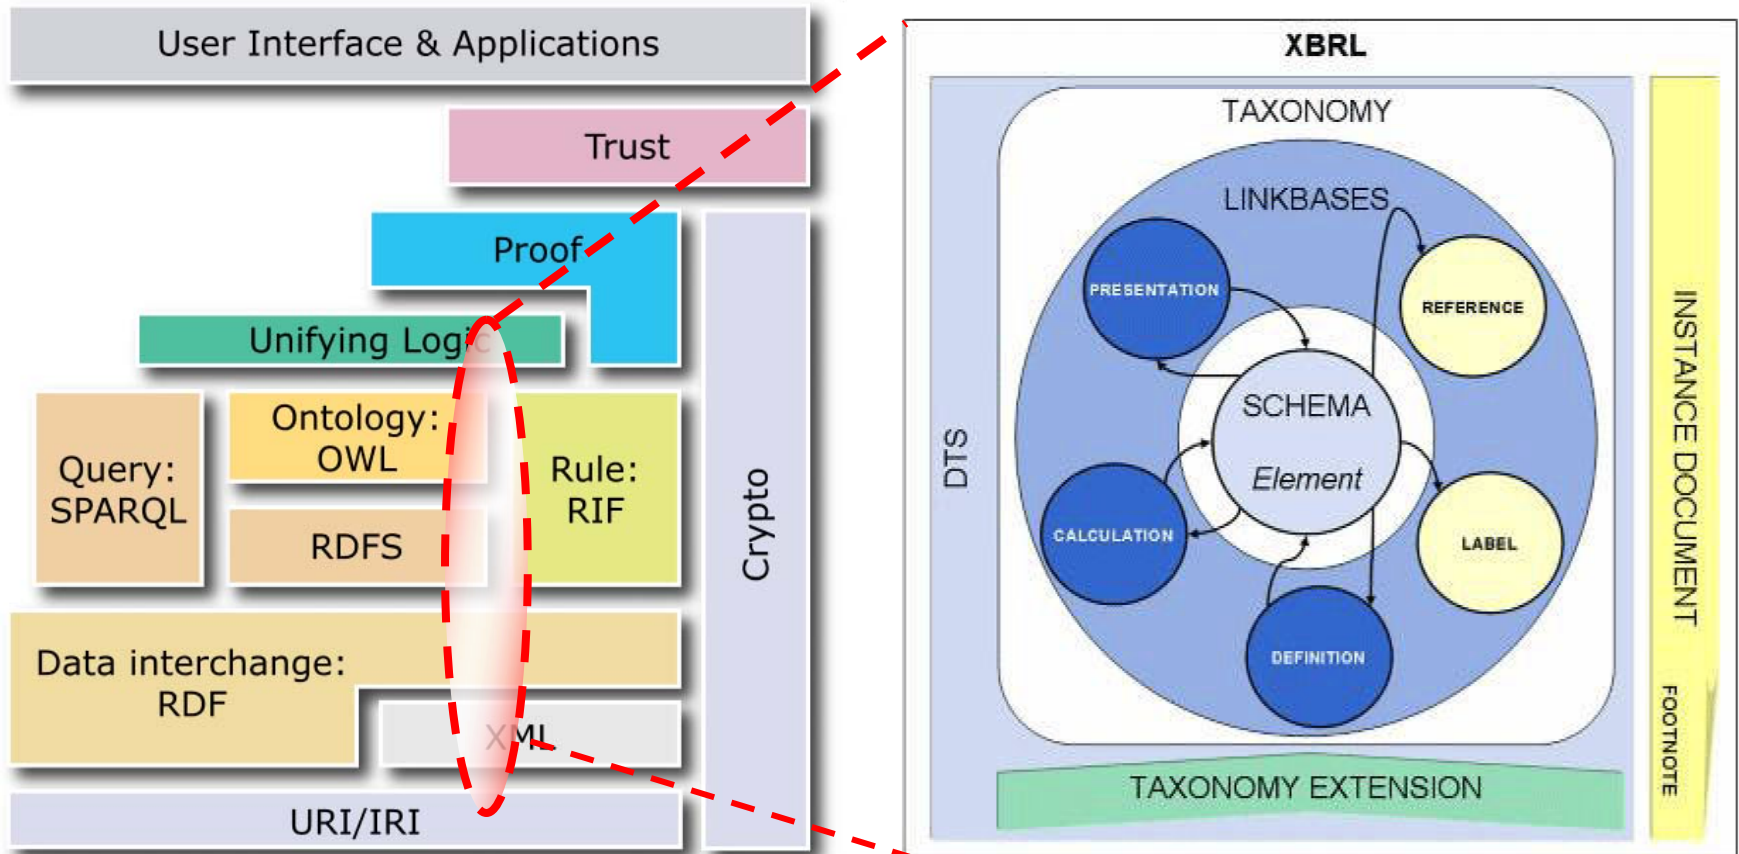 User Interface & Applications
Trust
Proof
Unifying Logic
Ontology:
OWL
Query:
SPARQL
RDFS
Rule:
RIF
Crypto
Data interchange:
RDF
XML
URI/IRI
XBRL
TAXONOMY
LINKBASES
PRESENTATION
REFERENCE
SCHEMA
Element
CALCULATION
LABEL
DEFINITION
DTS
TAXONOMY EXTENSION
INSTANCE DOCUMENT
FOOTNOTE